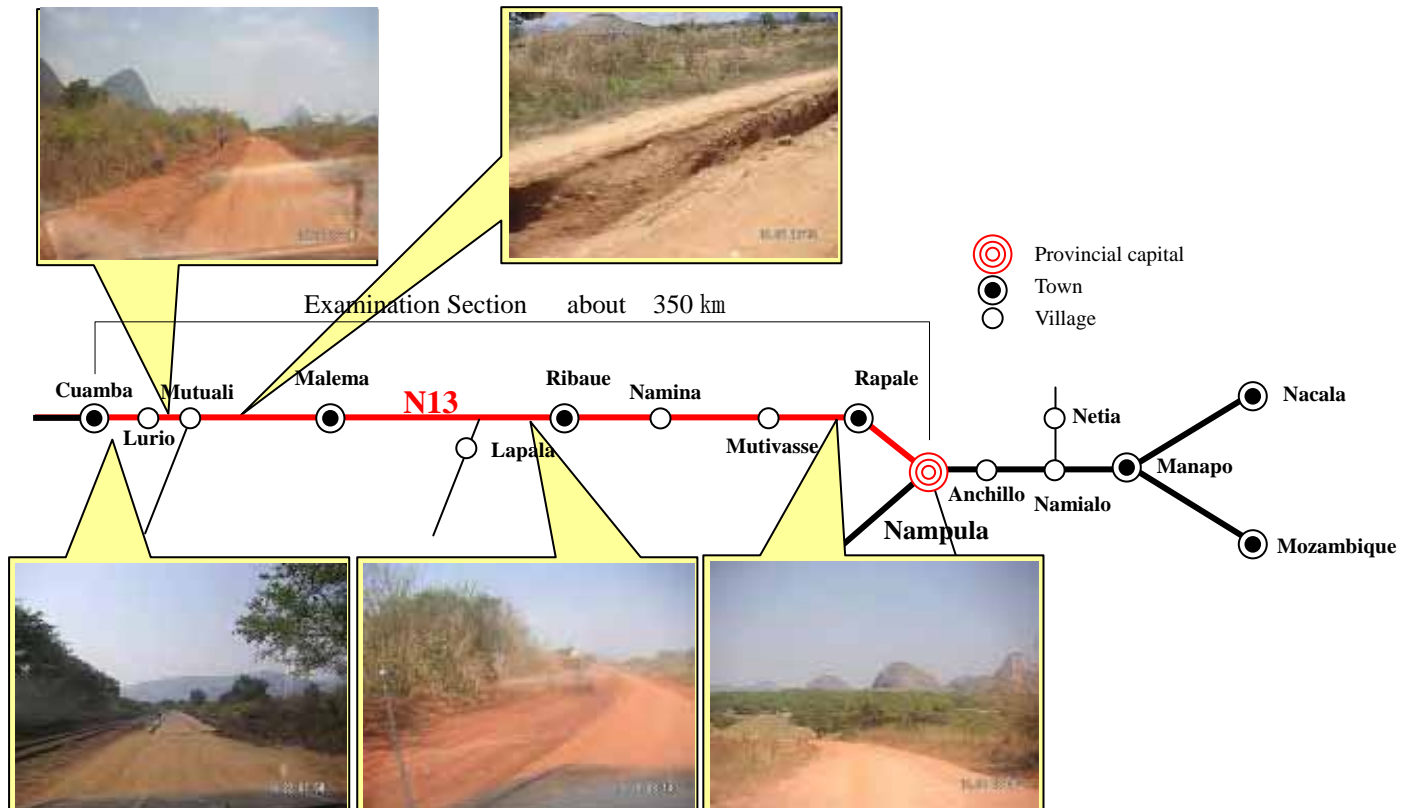 Provincial capital
Town
Village
Examination Section about 350 ㎞
Cuamba
Lurio
Mutuali
Malema
N13
Lapala
Ribaue
Namina
Mutivasse
Rapale
Nampula
Anchillo
Namialo
Netia
Manapo
Nacala
Mozambique